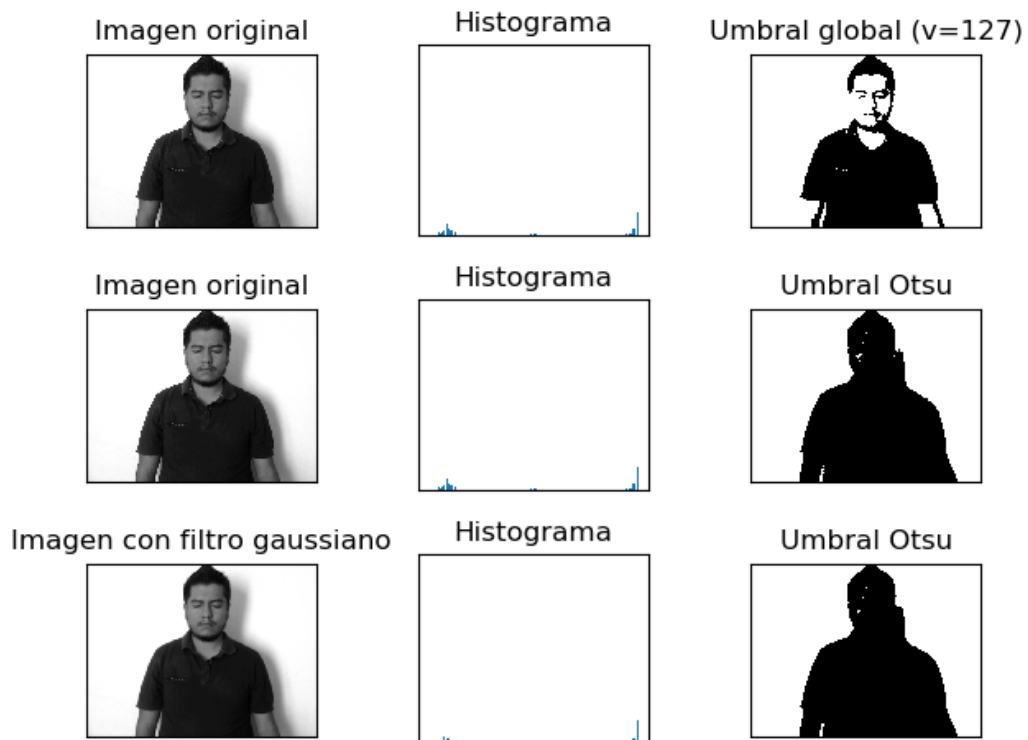 Imagen original
Histograma
Umbral global (v=127)
Imagen original
Histograma
Umbral Otsu
Imagen con filtro gaussiano
Histograma
Umbral Otsu